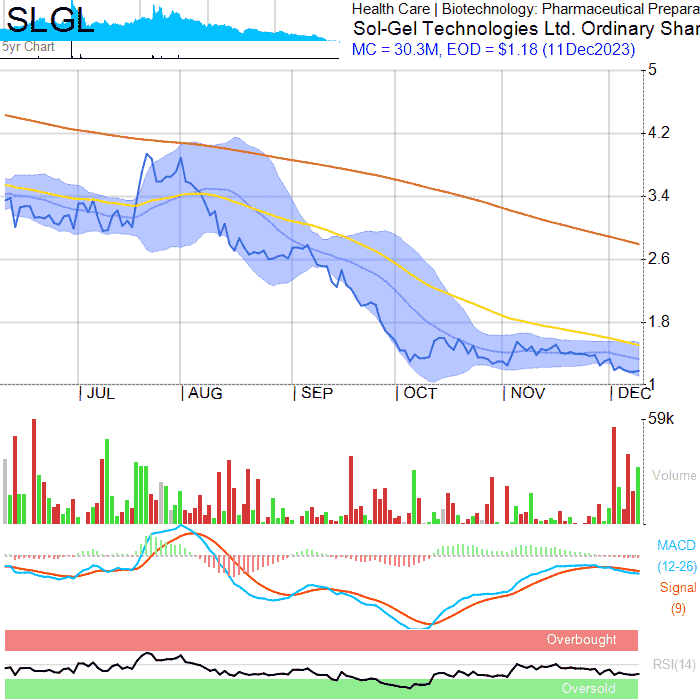 SLGL
5yr Chart
Health Care | Biotechnology: Pharmaceutical Prepara
Sol-Gel Technologies Ltd. Ordinary Shar
MC = 30.3M, EOD = $1.18 (11Dec2023)
5
4.2
3.4
2.6
1.8
1
| JUL | AUG | SEP | OCT | NOV | DEC
59k
Volume
MACD
(12-26)
Signal
(9)
Overbought
RSI(14)
Oversold